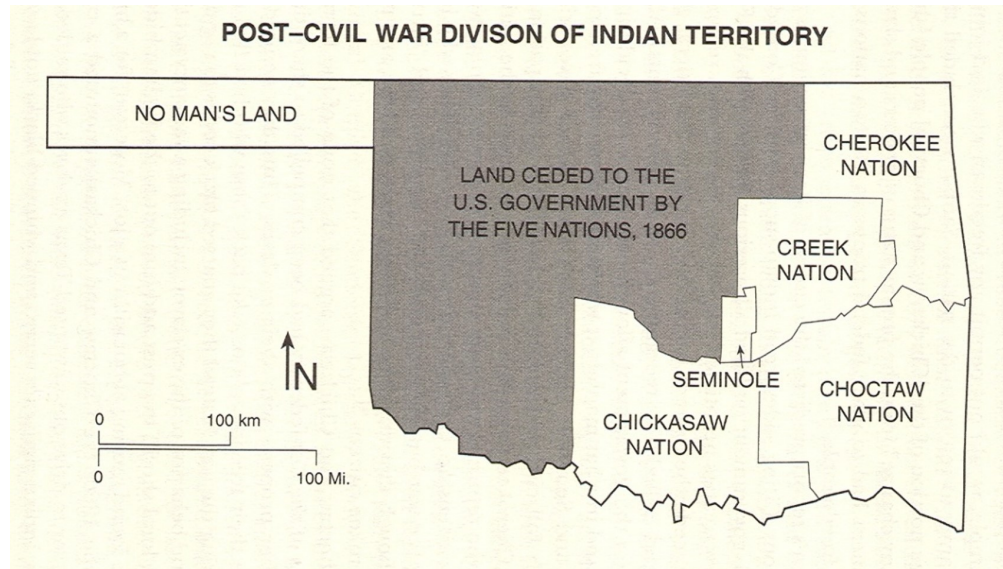 POST–CIVIL WAR DIVISON OF INDIAN TERRITORY
NO MAN'S LAND
CHEROKEE
NATION
LAND CEDED TO THE
U.S. GOVERNMENT BY
THE FIVE NATIONS, 1866
CREEK
NATION
N
SEMINOLE
CHOCTAW
NATION
CHICKASAW
NATION
0
100 km
0
100 Mi.